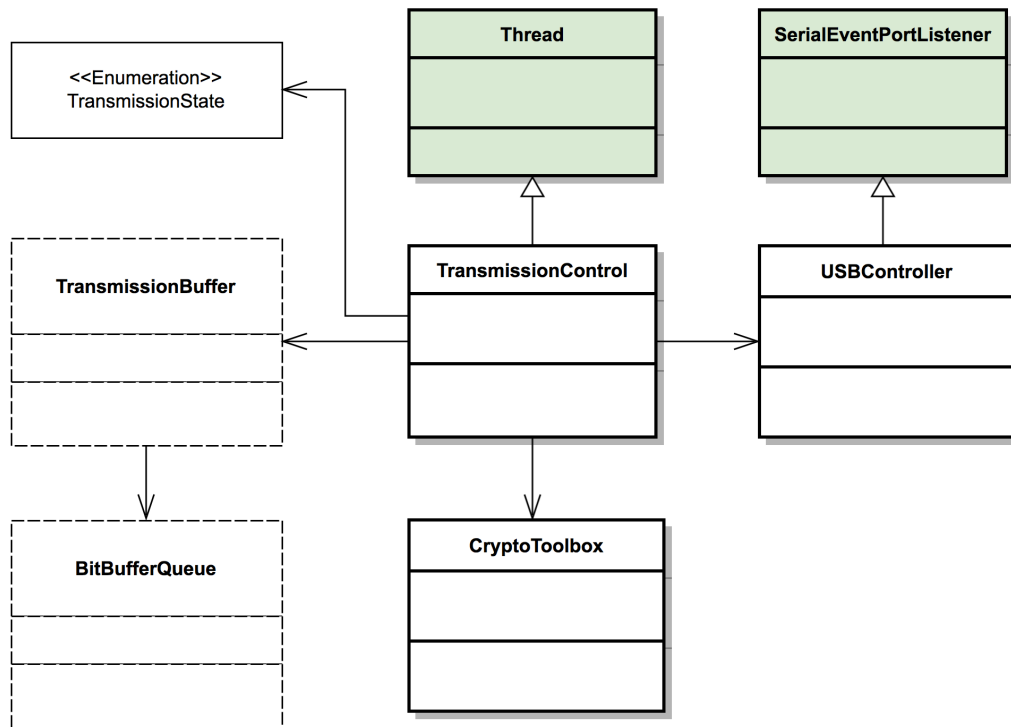 Thread
SerialEventPortListener
<<Enumeration>>
TransmissionState
TransmissionBuffer
TransmissionControl
USBController
BitBufferQueue
CryptoToolbox